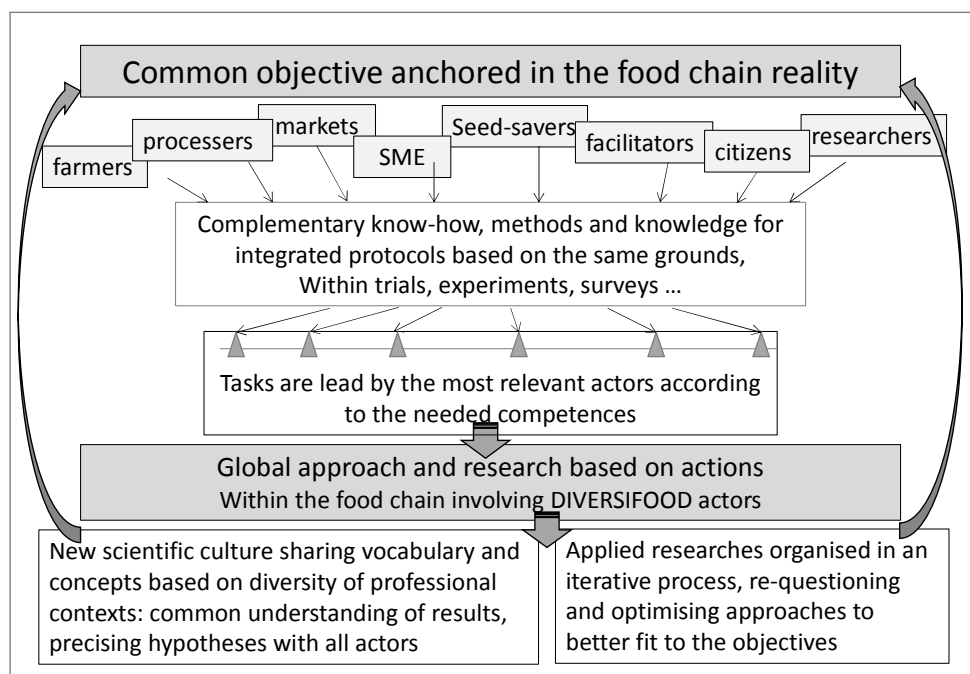 Common objective anchored in the food chain reality
farmers
processers
markets
SME
Seed-savers
facilitators
citizens
researchers
Complementary know-how, methods and knowledge for
integrated protocols based on the same grounds,
Within trials, experiments, surveys ...
Tasks are lead by the most relevant actors according
to the needed competences
Global approach and research based on actions
Within the food chain involving DIVERSIFOOD actors
New scientific culture sharing vocabulary and
concepts based on diversity of professional
contexts: common understanding of results,
precising hypotheses with all actors
Applied researches organised in an
iterative process, re-questioning
and optimising approaches to
better fit to the objectives